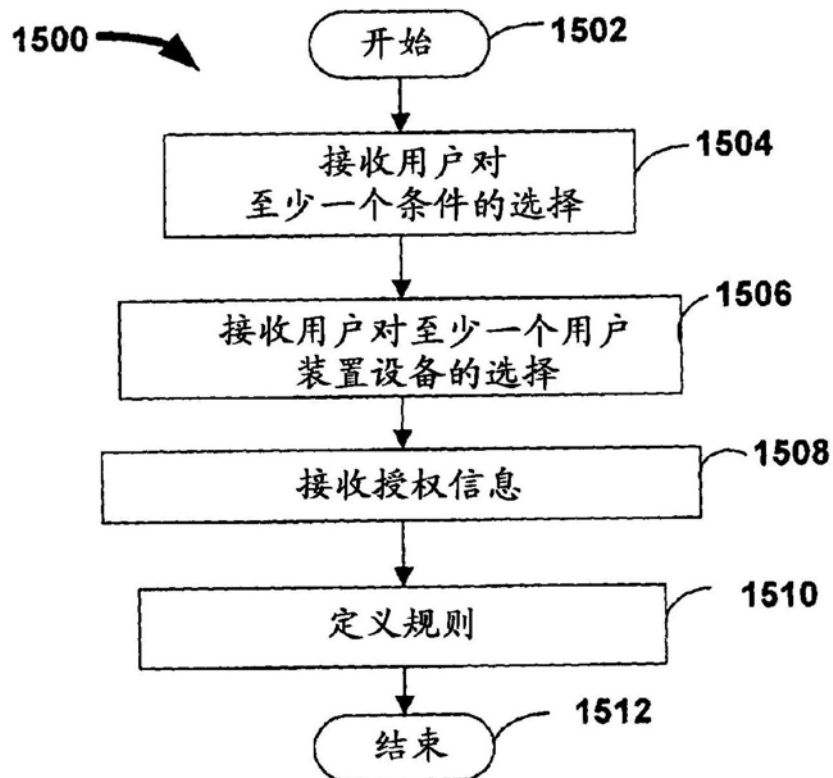 1500
开始
1502
接收用户对
至少一个条件的选择
1504
接收用户对至少一个用户
装置设备的选择
1506
接收授权信息
1508
定义规则
1510
结束
1512